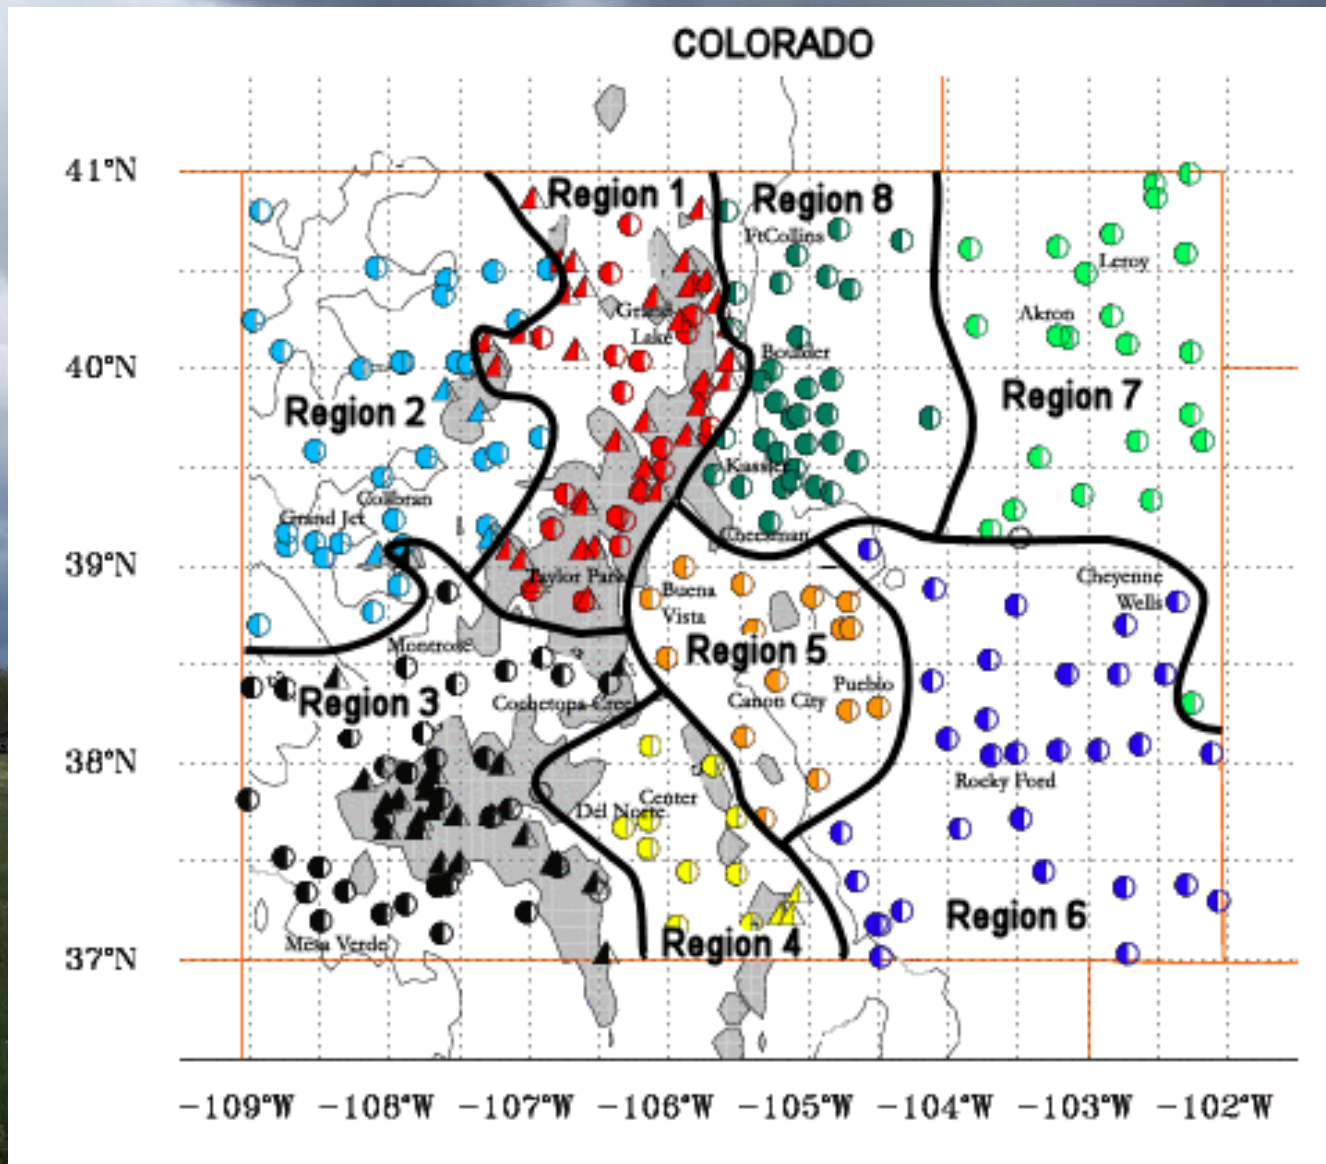 COLORADO
41°N
40°N
39°N
38°N
37°N
Region 1
Region 8
FtCollins
Leroy
Grand
Lake
Akron
Boulder
Region 2
Region 7
Kassler
Collbran
Grand Jct
Cheesman
Taylor Park
Buena
Vista
Cheyenne
Wells
Montrose
Region 5
Region 3
Cochetopa Creek
Canon City
Pueblo
Rocky Ford
Center
Del Norte
Mesa Verde
Region 4
Region 6
-109°W -108°W -107°W -106°W -105°W -104°W -103°W -102°W